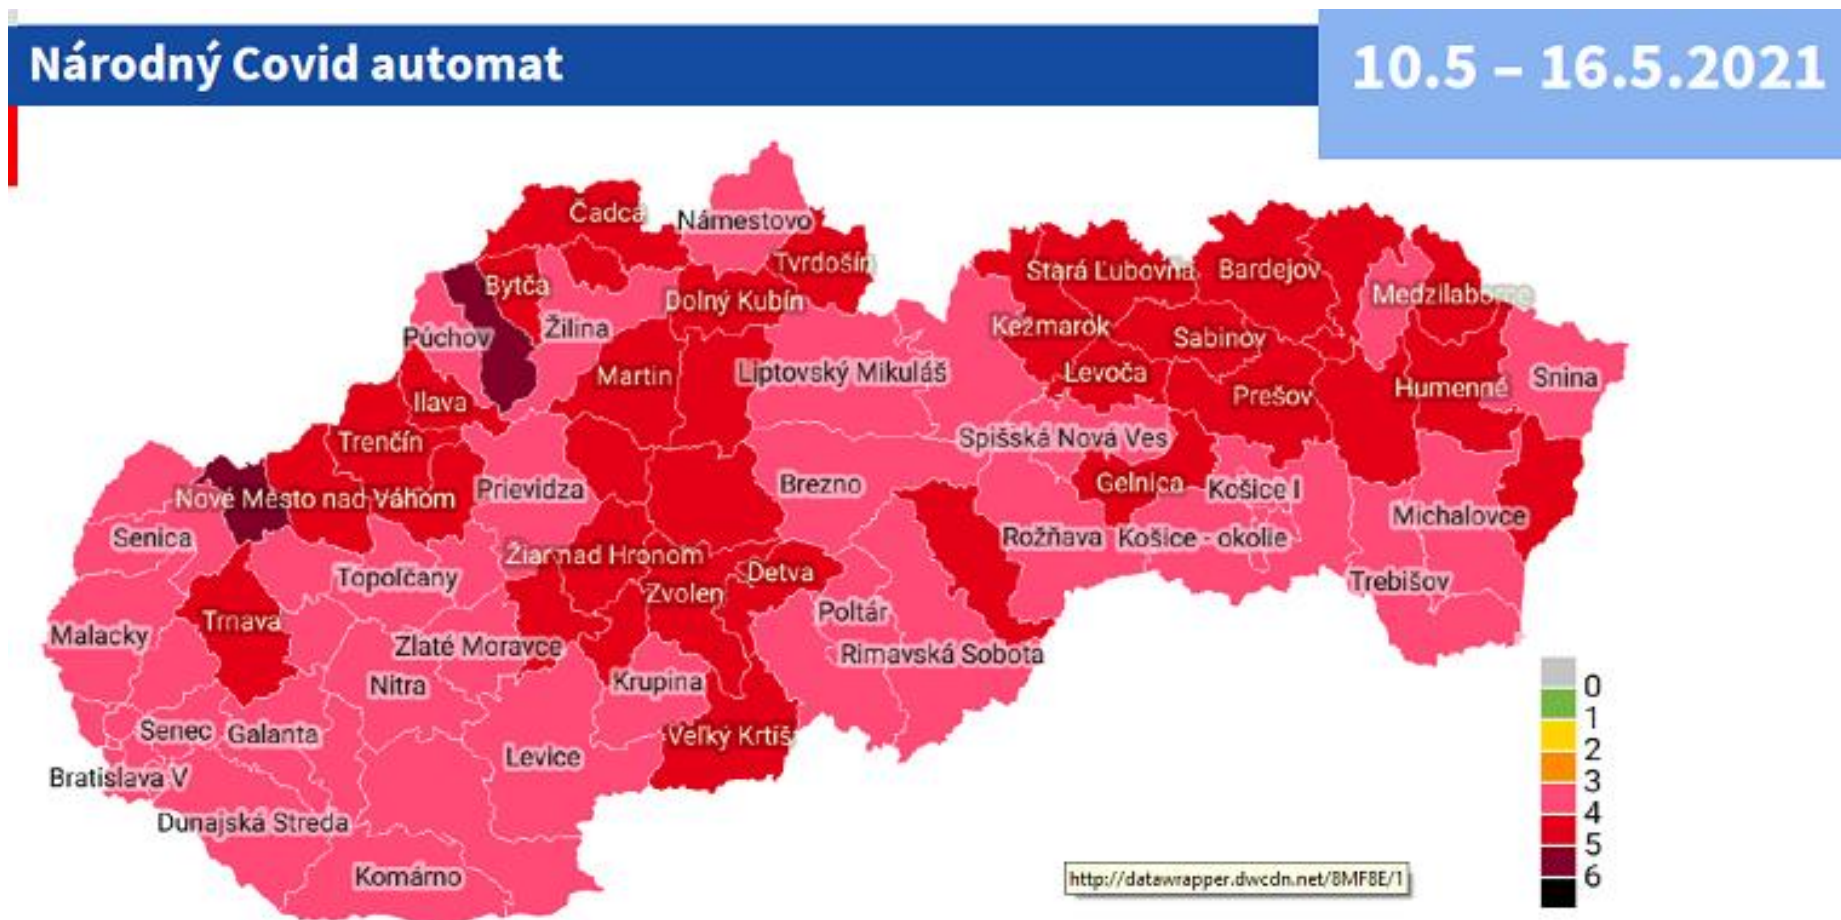 Národný Covid automat
10.5 – 16.5.2021
Čadca
Námestovo
Tvrdošín
Bytča
Dolný Kubín
Stará Ľubovňa
Bardejov
Medzilaborce
Púchov
Žilina
Kežmarok
Sabinov
Martin
Liptovský Mikuláš
Levoča
Prešov
Humenné
Snina
Ilava
Trenčín
Spišská Nová Ves
Nové Mesto nad Váhom
Prievidza
Brezno
Gelnica
Košice I
Michalovce
Senica
Rožňava
Košice - okolie
Žiar nad Hronom
Topoľčany
Detva
Trebišov
Zvolen
Poltár
Trnava
Malacky
Zlaté Moravce
Rimavská Sobota
Nitra
Krupina
Senec
Galanta
Veľký Krtíš
Levice
Bratislava V
Dunajská Streda
Komárno
0
1
2
3
4
5
6
http://datawrapper.dwcdn.net/8MF8E/1